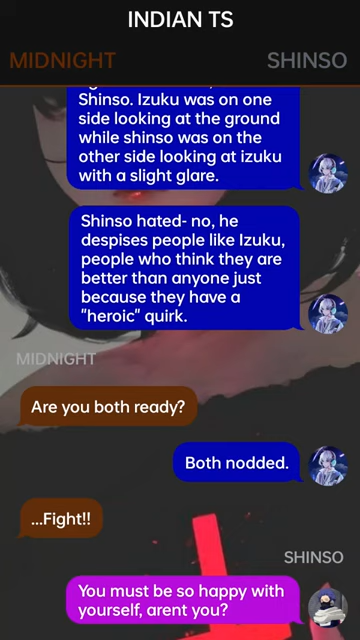 INDIAN TS
MIDNIGHT SHINSO
Shinso. Izuku was on one
side looking at the ground
while shinso was on the
other side looking at izuku
with a slight glare.
Shinso hated- no, he
despises people like Izuku,
people who think they are
better than anyone just
because they have a
"heroic" quirk.
MIDNIGHT
Are you both ready?
Both nodded.
...Fight!!
SHINSO
You must be so happy with
yourself, arent you?